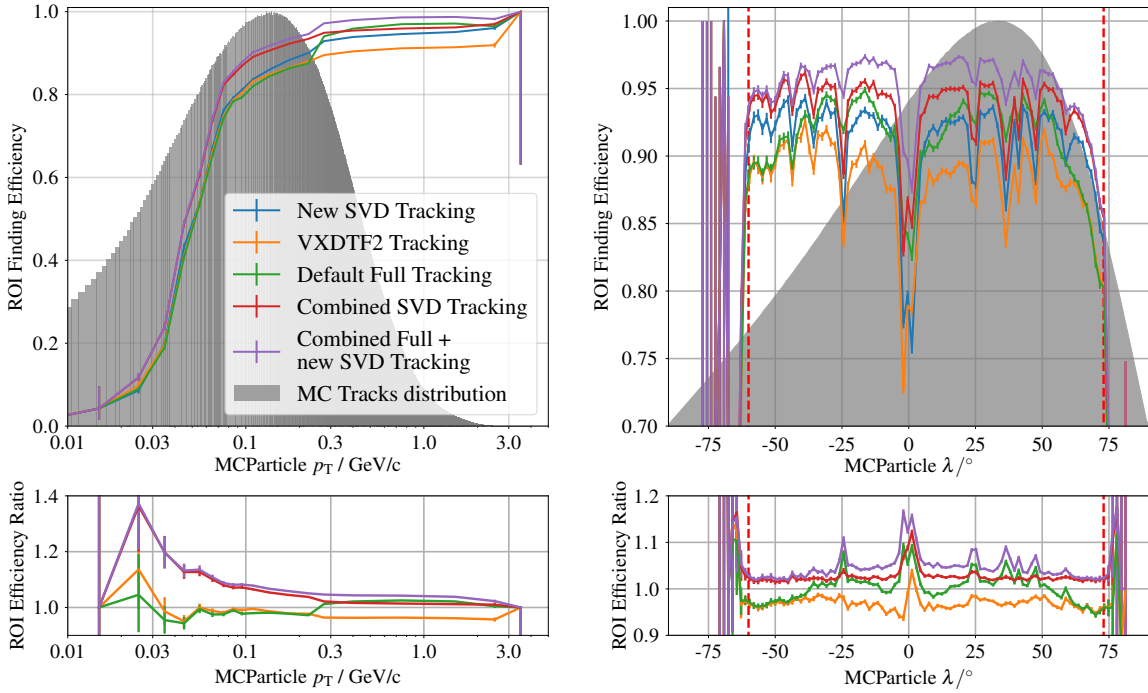 ROI Finding Efficiency
1.0
0.8
0.6
0.4
0.2
0.0
New SVD Tracking
VXDTF2 Tracking
Default Full Tracking
Combined SVD Tracking
Combined Full +
new SVD Tracking
MC Tracks distribution
0.01 0.03 0.1 0.3 1.0 3.0
MCParticle pT / GeV/c
ROI Finding Efficiency
1.00
0.95
0.90
0.85
0.80
0.75
0.70
-75 -50 -25 0 25 50 75
MCParticle λ/°
ROI Efficiency Ratio
1.4
1.2
1.0
0.01 0.03 0.1 0.3 1.0 3.0
MCParticle pT / GeV/c
ROI Efficiency Ratio
1.2
1.1
1.0
0.9
-75 -50 -25 0 25 50 75
MCParticle λ/°